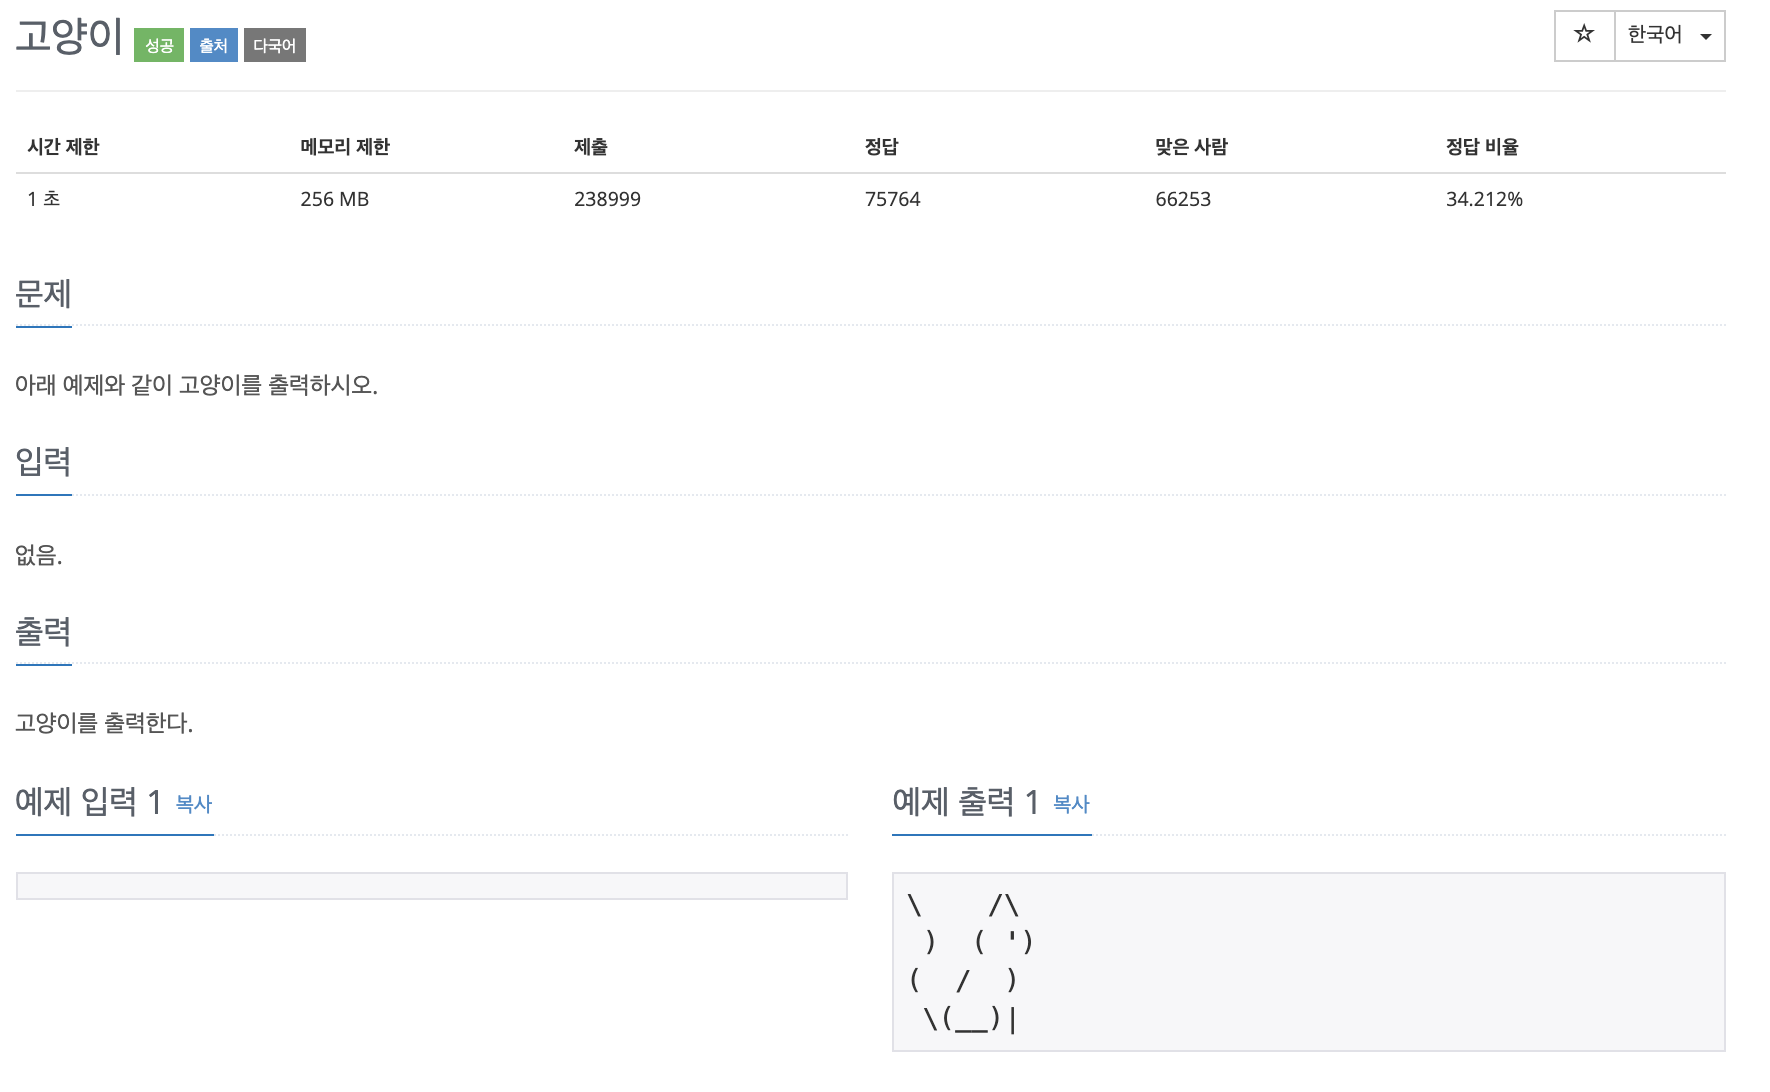 고양이 성공 출처 다국어
☆ 한국어
시간 제한 메모리 제한 제출 정답 맞은 사람 정답 비율
1 초 256 MB 238999 75764 66253 34.212%
문제
아래 예제와 같이 고양이를 출력하시오.
입력
없음.
출력
고양이를 출력한다.
예제 입력 1 복사
예제 출력 1 복사
\    /\
 )  ( ')
(  /  )
 \(__)|